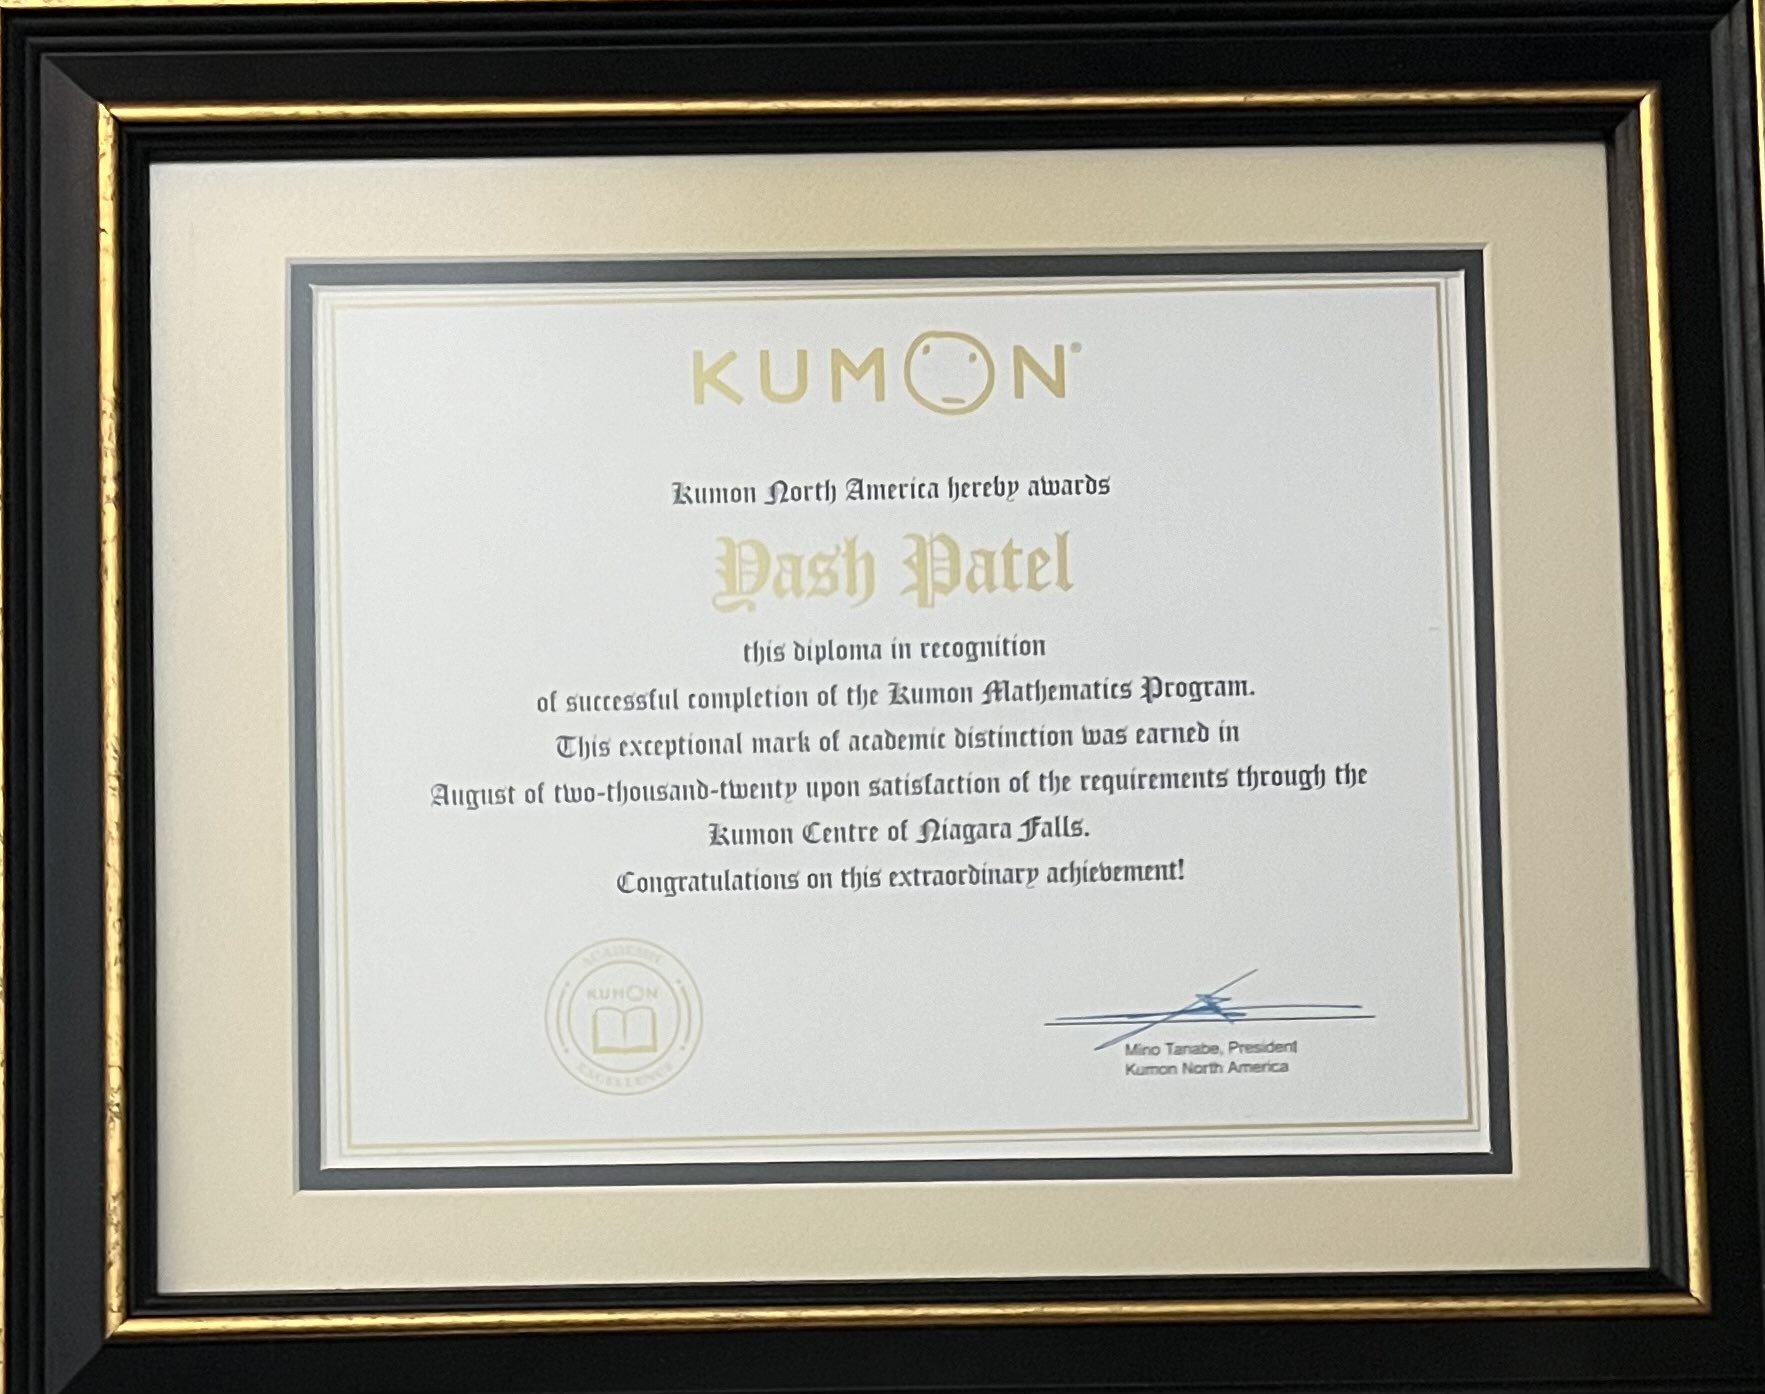 KUMON®
Kumon North America hereby awards
Yash Patel
this diploma in recognition
of successful completion of the Kumon Mathematics Program.
This exceptional mark of academic distinction was earned in
August of two-thousand-twenty upon satisfaction of the requirements through the
Kumon Centre of Niagara Falls.
Congratulations on this extraordinary achievement!
ACADEMIC
KUMON
EXCELLENCE
Mino Tanabe, President
Kumon North America